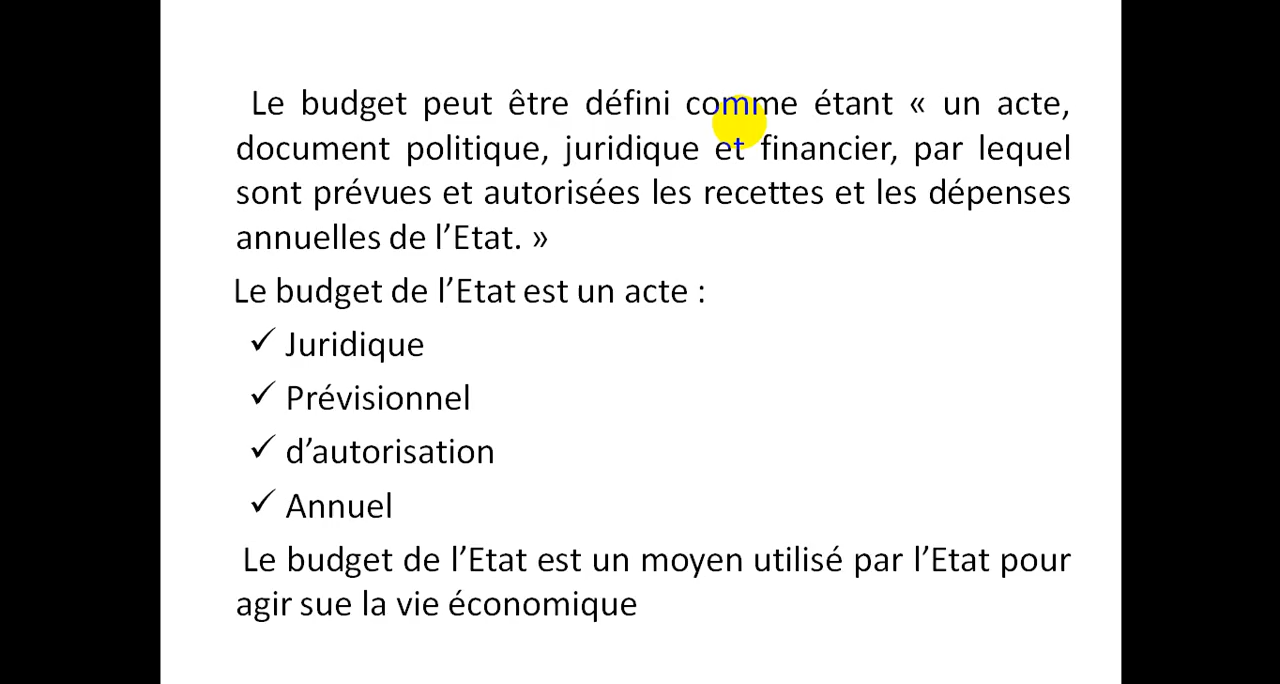 Le budget peut être défini comme étant « un acte,
document politique, juridique et financier, par lequel
sont prévues et autorisées les recettes et les dépenses
annuelles de l’Etat. »
Le budget de l’Etat est un acte :
✓ Juridique
✓ Prévisionnel
✓ d’autorisation
✓ Annuel
Le budget de l’Etat est un moyen utilisé par l’Etat pour
agir sue la vie économique